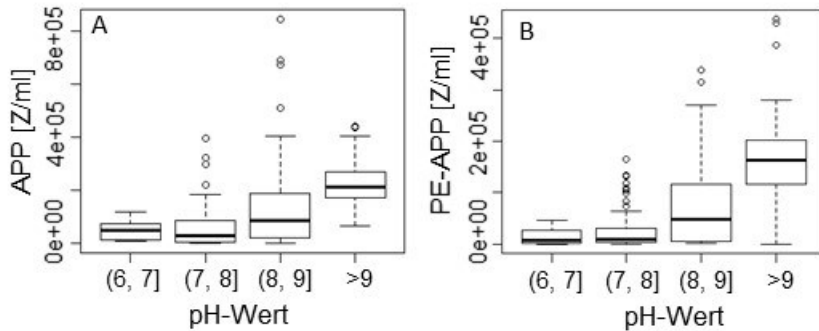 A
APP [Z/ml]
0e+00 4e+05 8e+05
(6, 7] (7, 8] (8, 9] >9
pH-Wert
B
PE-APP [Z/ml]
0e+00 2e+05 4e+05
(6, 7] (7, 8] (8, 9] >9
pH-Wert